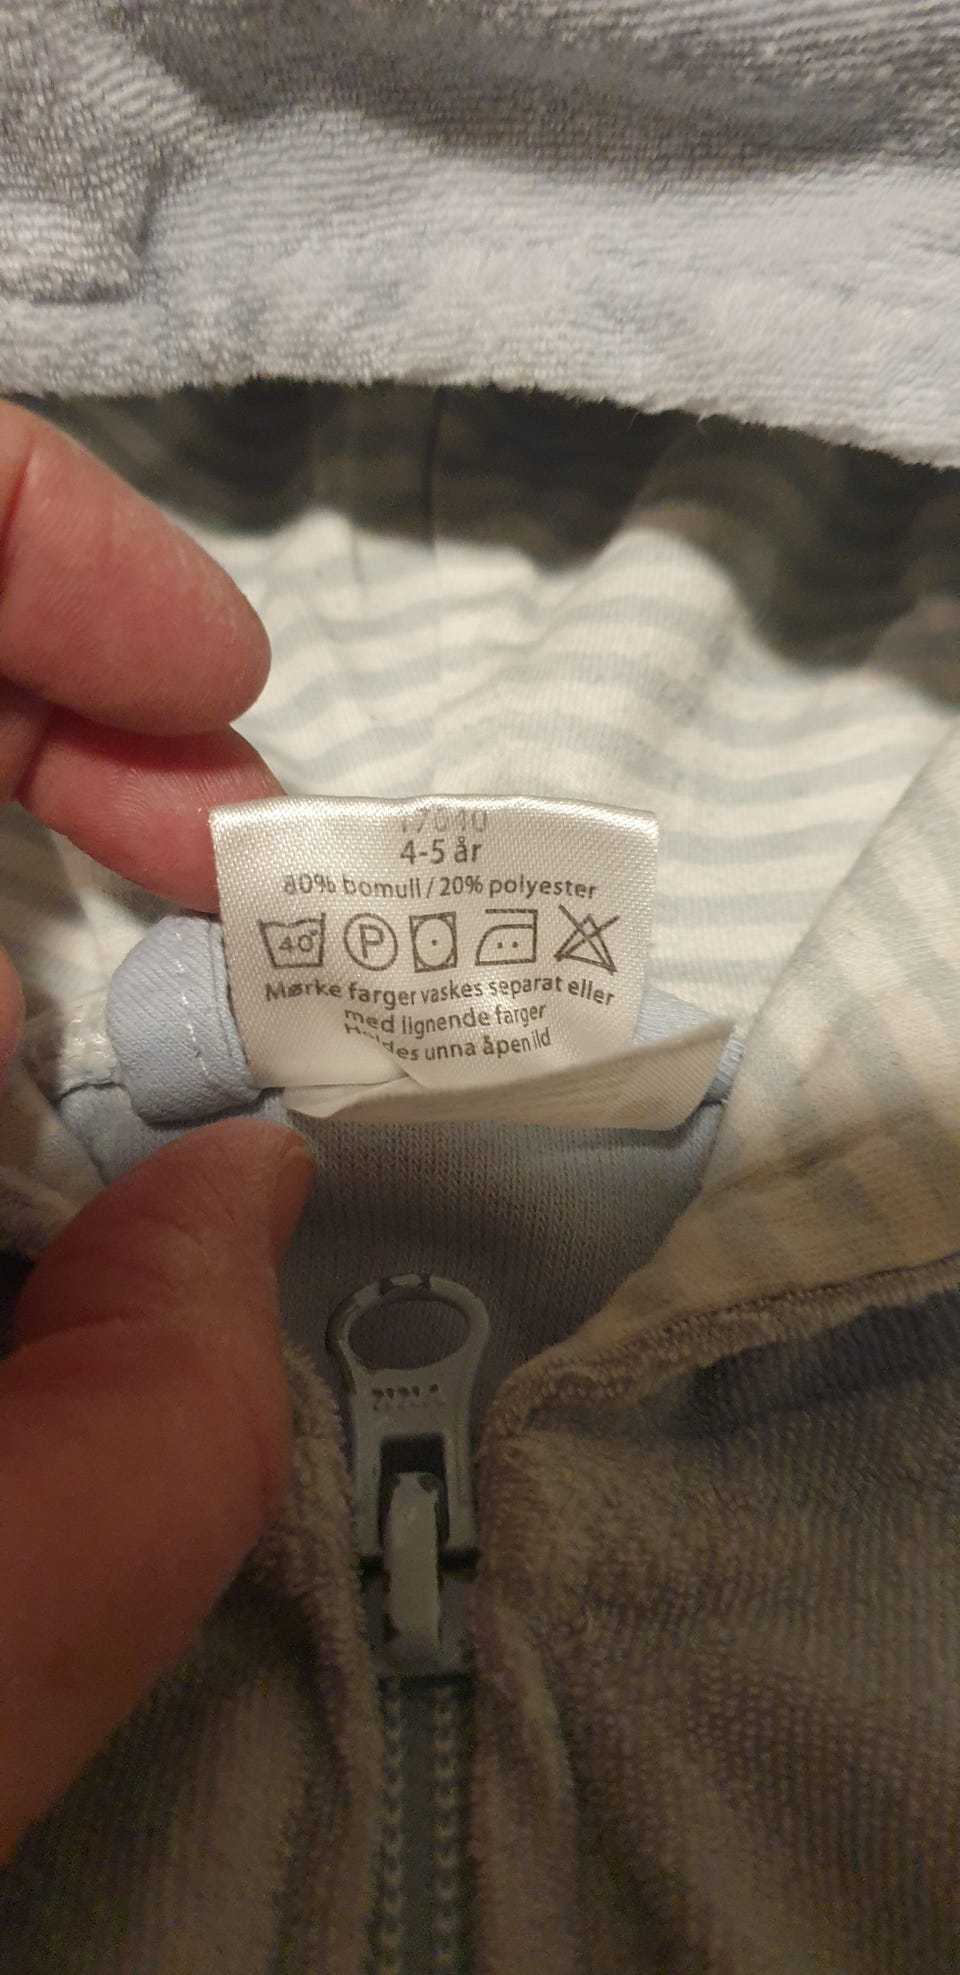 4-5 år
80% bomull / 20% polyester
40° P
Mørke farger vaskes separat eller
med lignende farger
Holdes unna åpen ild